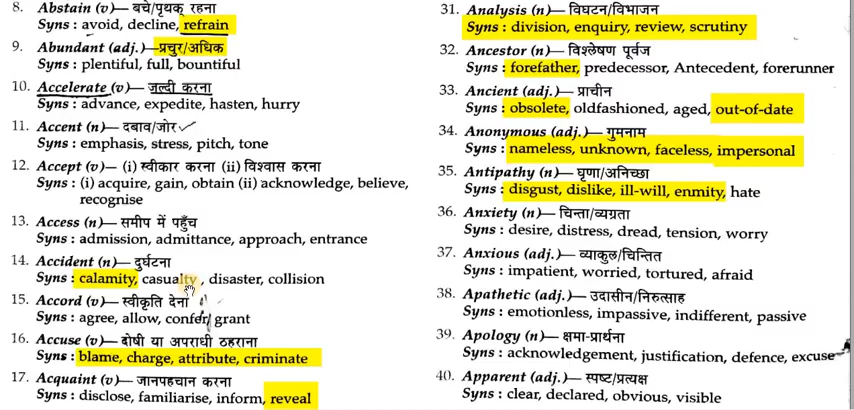 8. Abstain (v)— बचे/पृथक् रहना
Syns : avoid, decline, refrain
9. Abundant (adj.)—प्रचुर/अधिक
Syns : plentiful, full, bountiful
10. Accelerate (v)— जल्दी करना
Syns : advance, expedite, hasten, hurry
11. Accent (n)— दबाव/जोर
Syns : emphasis, stress, pitch, tone
12. Accept (v)— (i) स्वीकार करना (ii) विश्वास करना
Syns : (i) acquire, gain, obtain (ii) acknowledge, believe,
recognise
13. Access (n)— समीप में पहुँच
Syns : admission, admittance, approach, entrance
14. Accident (n)— दुर्घटना
Syns : calamity, casualty , disaster, collision
15. Accord (v)— स्वीकृति देना
Syns : agree, allow, confer, grant
16. Accuse (v)— दोषी या अपराधी ठहराना
Syns : blame, charge, attribute, criminate
17. Acquaint (v)— जानपहचान करना
Syns : disclose, familiarise, inform, reveal
31. Analysis (n)— विघटन/विभाजन
Syns : division, enquiry, review, scrutiny
32. Ancestor (n)— विश्लेषण पूर्वज
Syns : forefather, predecessor, Antecedent, forerunner
33. Ancient (adj.)— प्राचीन
Syns : obsolete, oldfashioned, aged, out-of-date
34. Anonymous (adj.)— गुमनाम
Syns : nameless, unknown, faceless, impersonal
35. Antipathy (n)— घृणा/अनिच्छा
Syns : disgust, dislike, ill-will, enmity, hate
36. Anxiety (n)— चिन्ता/व्यग्रता
Syns : desire, distress, dread, tension, worry
37. Anxious (adj.)— व्याकुल/चिन्तित
Syns : impatient, worried, tortured, afraid
38. Apathetic (adj.)— उदासीन/निरुत्साह
Syns : emotionless, impassive, indifferent, passive
39. Apology (n)— क्षमा-प्रार्थना
Syns : acknowledgement, justification, defence, excuse
40. Apparent (adj.)— स्पष्ट/प्रत्यक्ष
Syns : clear, declared, obvious, visible